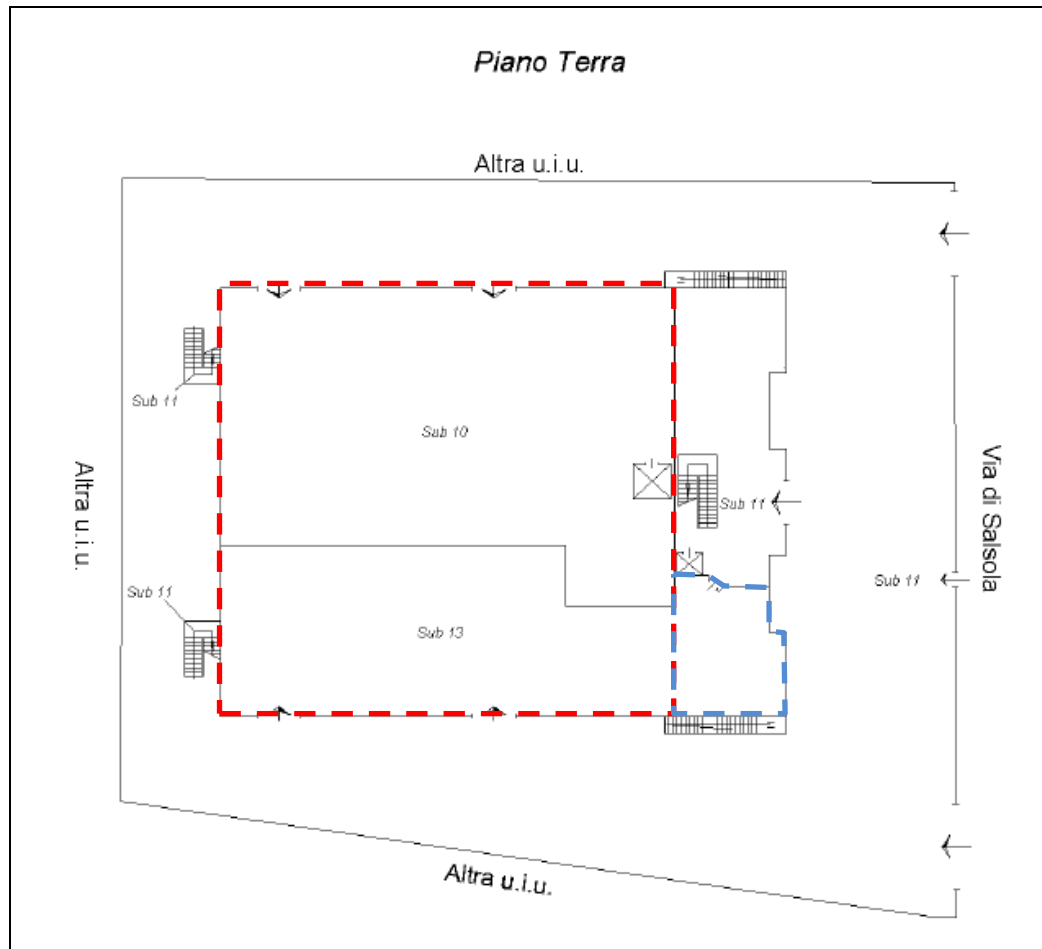 Piano Terra
Altra u.i.u.
Sub 11
Sub 10
Altra u.i.u.
Sub 11
Via di Salsola
Sub 11
Sub 11
Sub 13
Altra u.i.u.